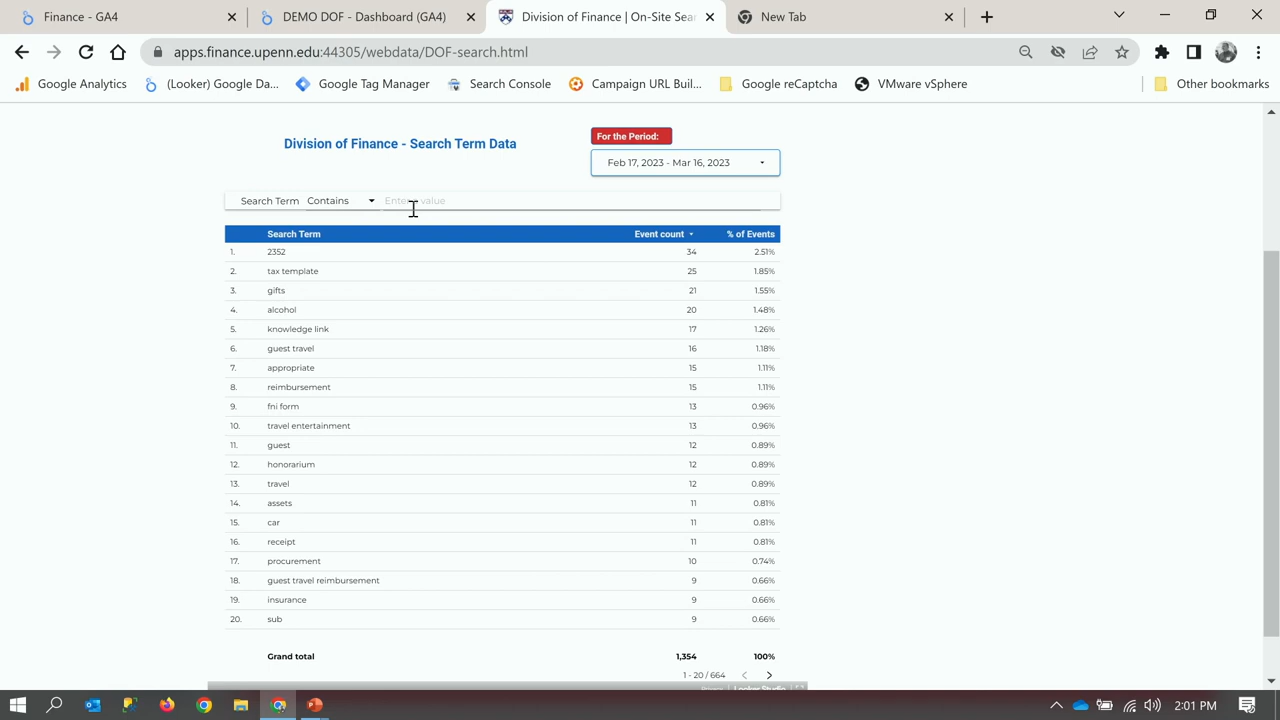 Finance - GA4
DEMO DOF - Dashboard (GA4)
Division of Finance | On-Site Sear
New Tab
apps.finance.upenn.edu:44305/webdata/DOF-search.html
Google Analytics
(Looker) Google Da...
Google Tag Manager
Search Console
Campaign URL Buil...
Google reCaptcha
VMware vSphere
Other bookmarks
Division of Finance - Search Term Data
For the Period:
Feb 17, 2023 - Mar 16, 2023
Search Term Contains Enter a value
Search Term Event count % of Events
1. 2352 34 2.51%
2. tax template 25 1.85%
3. gifts 21 1.55%
4. alcohol 20 1.48%
5. knowledge link 17 1.26%
6. guest travel 16 1.18%
7. appropriate 15 1.11%
8. reimbursement 15 1.11%
9. fni form 13 0.96%
10. travel entertainment 13 0.96%
11. guest 12 0.89%
12. honorarium 12 0.89%
13. travel 12 0.89%
14. assets 11 0.81%
15. car 11 0.81%
16. receipt 11 0.81%
17. procurement 10 0.74%
18. guest travel reimbursement 9 0.66%
19. insurance 9 0.66%
20. sub 9 0.66%
Grand total 1,354 100%
1 - 20 / 664
2:01 PM